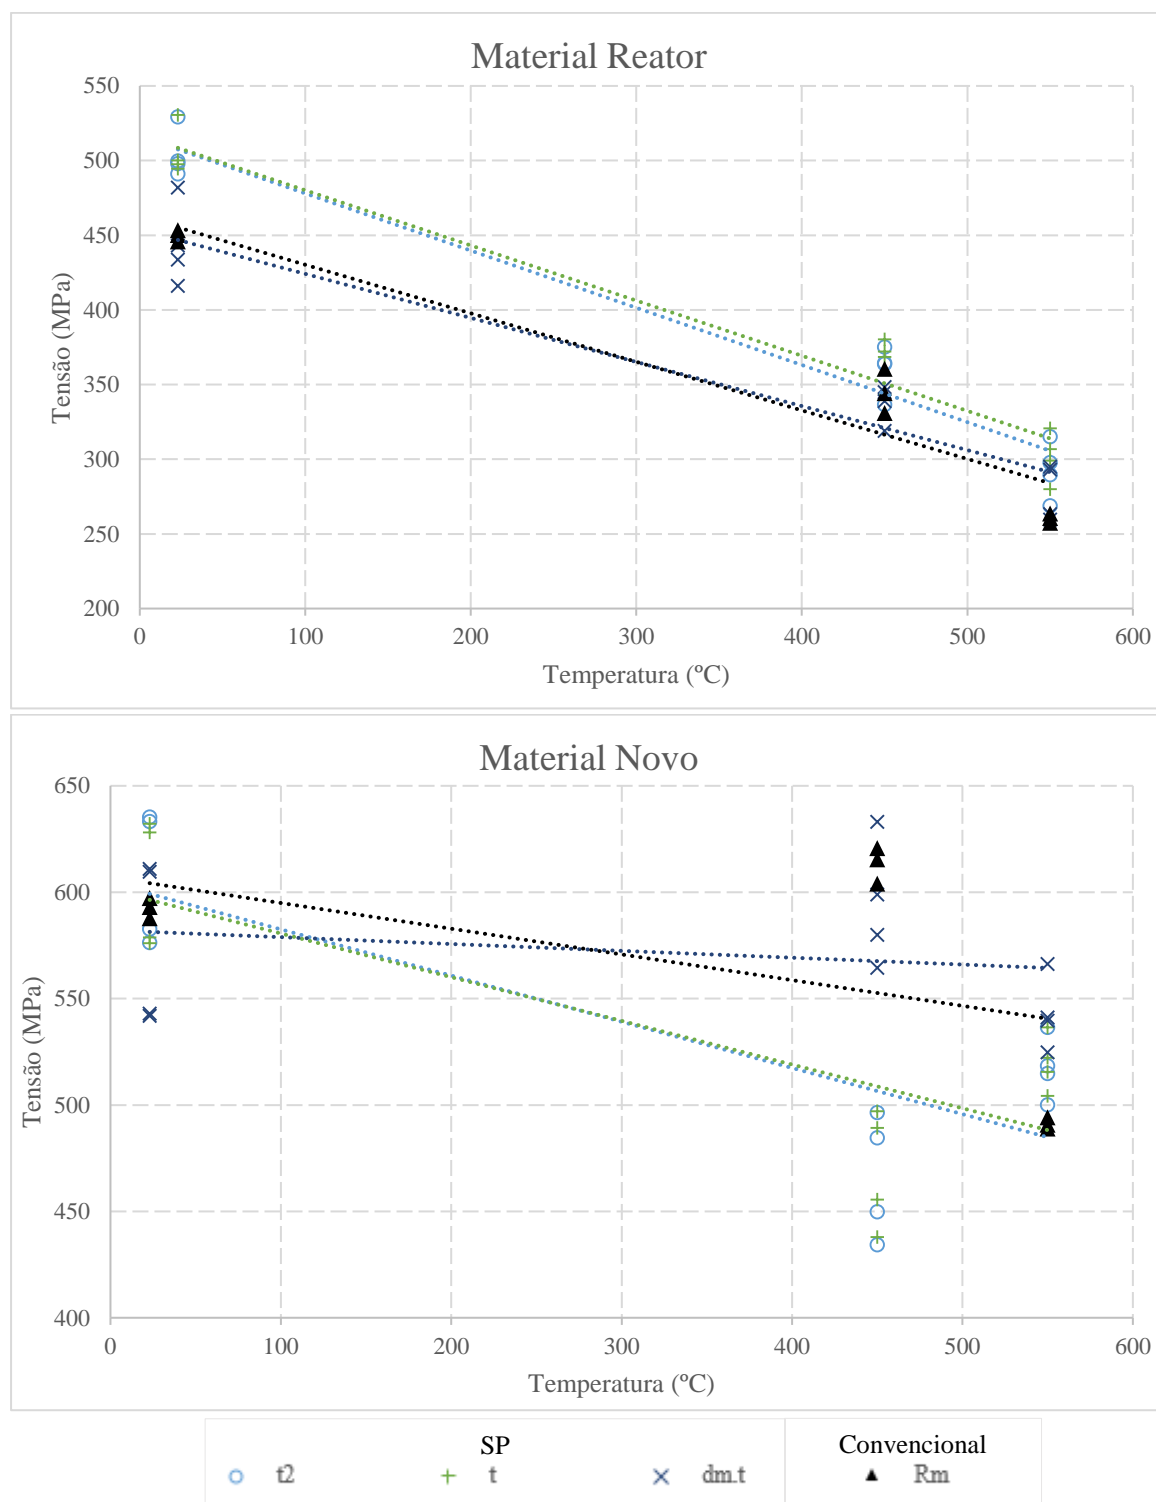 Material Reator
550
500
450
400
350
300
250
200
Tensão (MPa)
0 100 200 300 400 500 600
Temperatura (ºC)
Material Novo
650
600
550
500
450
400
Tensão (MPa)
0 100 200 300 400 500 600
Temperatura (ºC)
SP Convencional
t2 t dm.t Rm